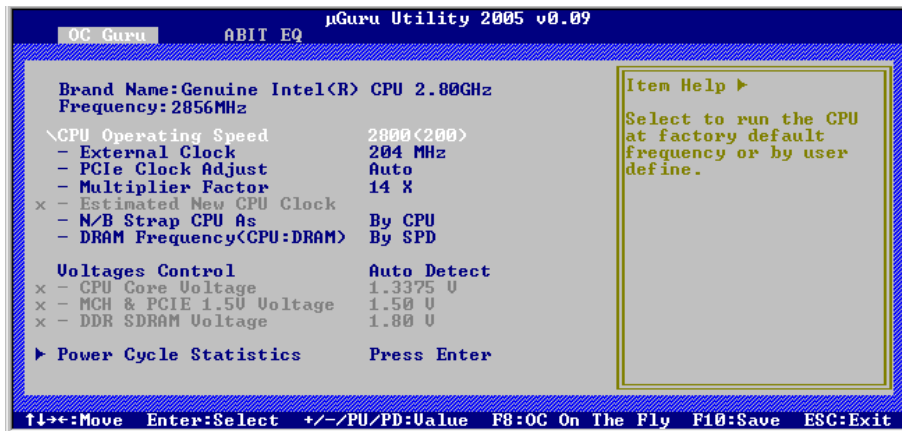 µGuru Utility 2005 v0.09
OC Guru ABIT EQ
Brand Name:Genuine Intel(R) CPU 2.80GHz
Frequency:2856MHz
\CPU Operating Speed 2800(200)
- External Clock 204 MHz
- PCIe Clock Adjust Auto
- Multiplier Factor 14 X
x - Estimated New CPU Clock
- N/B Strap CPU As By CPU
- DRAM Frequency(CPU:DRAM) By SPD
Voltages Control Auto Detect
x - CPU Core Voltage 1.3375 V
x - MCH & PCIE 1.5V Voltage 1.50 V
x - DDR SDRAM Voltage 1.80 V
▶ Power Cycle Statistics Press Enter
Item Help ▶
Select to run the CPU
at factory default
frequency or by user
define.
↑↓→←:Move Enter:Select +/-/PU/PD:Value F8:OC On The Fly F10:Save ESC:Exit